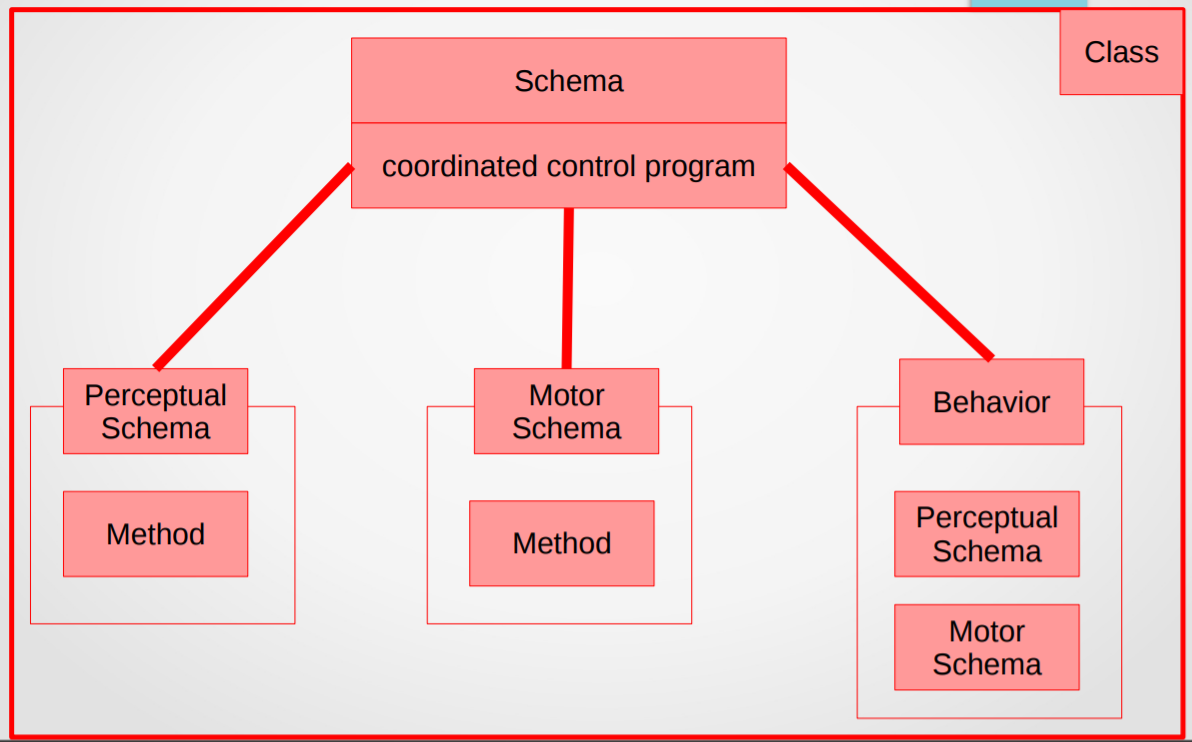 Class
Schema
coordinated control program
Perceptual
Schema
Method
Motor
Schema
Method
Behavior
Perceptual
Schema
Motor
Schema